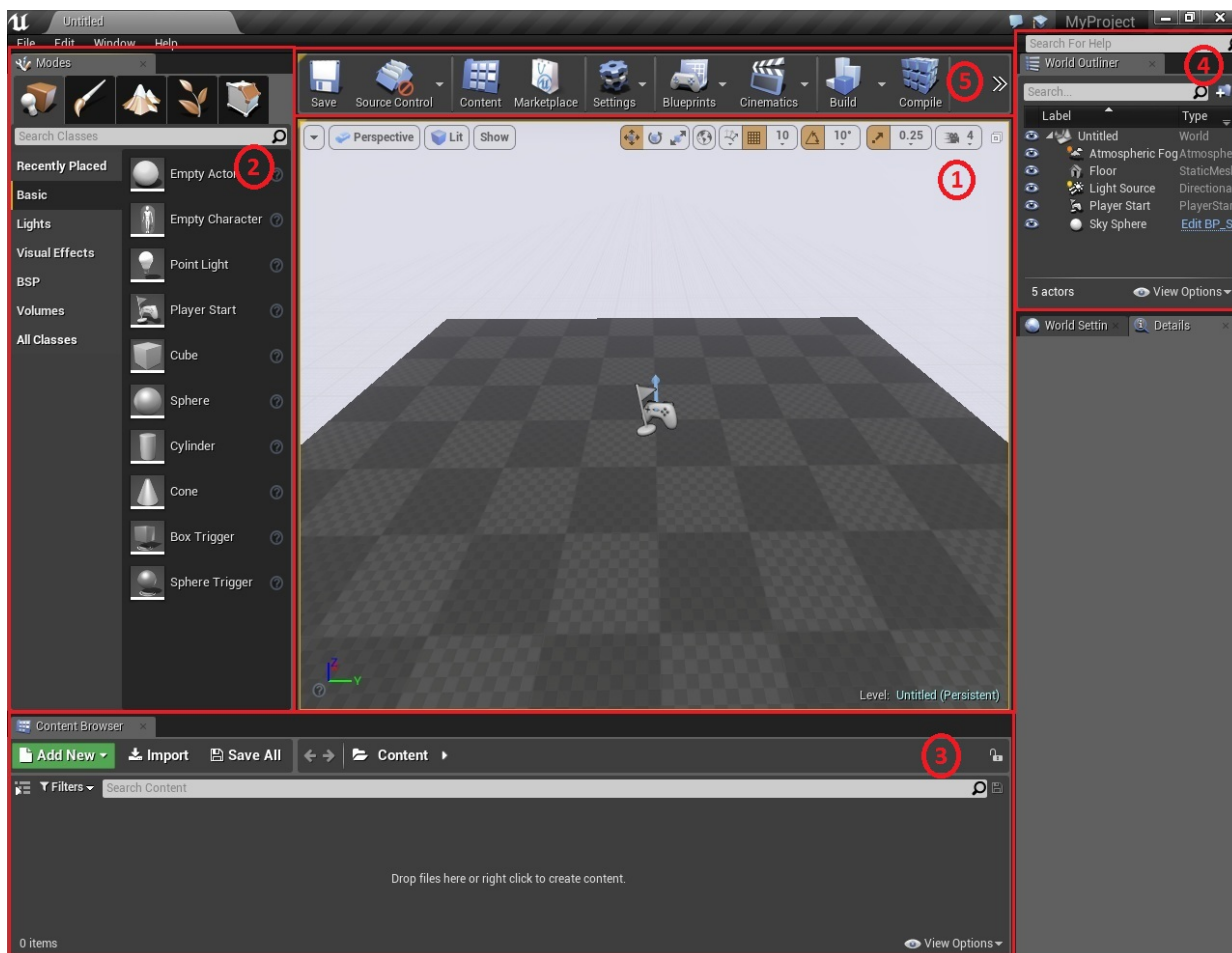 Untitled
MyProject
File Edit Window Help
Search For Help
Modes
World Outliner
4
Save Source Control Content Marketplace Settings Blueprints Cinematics Build Compile
5
Search...
Label Type
Search Classes
Perspective Lit Show 10 10° 0.25 4
Recently Placed
Basic
Lights
Visual Effects
BSP
Volumes
All Classes
Empty Actor
2
Empty Character
Point Light
Player Start
Cube
Sphere
Cylinder
Cone
Box Trigger
Sphere Trigger
1
Untitled World
Atmospheric Fog Atmosphe
Floor StaticMesh
Light Source Directiona
Player Start PlayerStar
Sky Sphere Edit BP_S
5 actors View Options
World Settin Details
Z
Y
Level: Untitled (Persistent)
Content Browser
Add New Import Save All Content
3
Filters Search Content
Drop files here or right click to create content.
0 items View Options